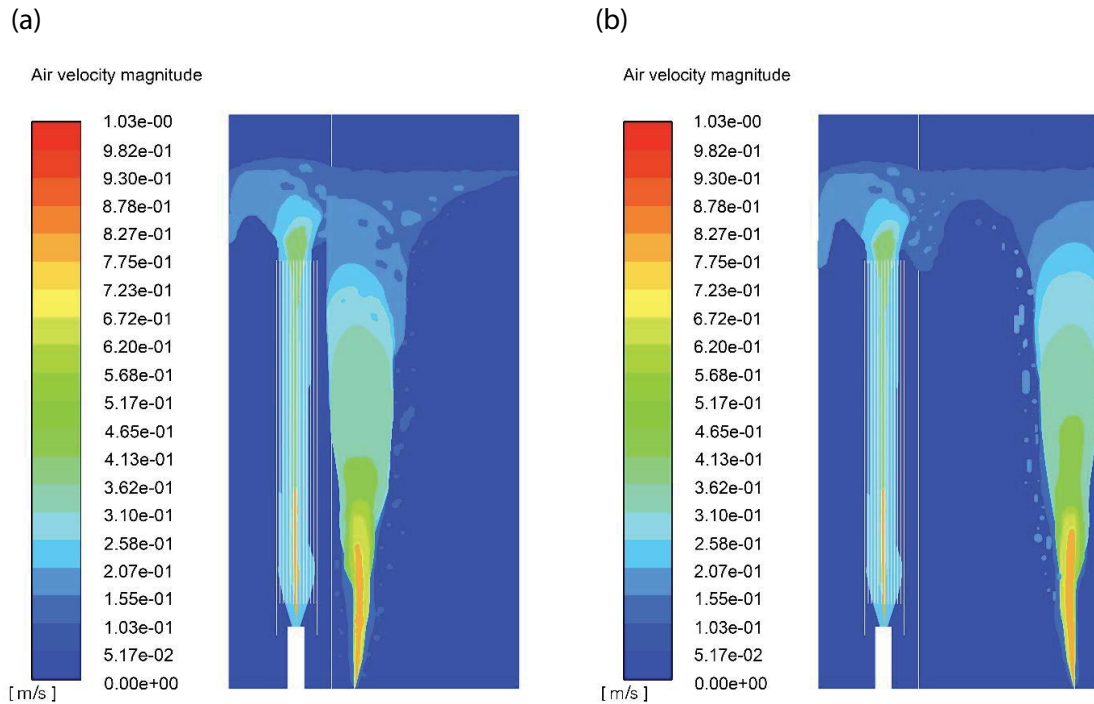 (a)
Air velocity magnitude
1.03e-00
9.82e-01
9.30e-01
8.78e-01
8.27e-01
7.75e-01
7.23e-01
6.72e-01
6.20e-01
5.68e-01
5.17e-01
4.65e-01
4.13e-01
3.62e-01
3.10e-01
2.58e-01
2.07e-01
1.55e-01
1.03e-01
5.17e-02
0.00e+00
[ m/s ]
(b)
Air velocity magnitude
1.03e-00
9.82e-01
9.30e-01
8.78e-01
8.27e-01
7.75e-01
7.23e-01
6.72e-01
6.20e-01
5.68e-01
5.17e-01
4.65e-01
4.13e-01
3.62e-01
3.10e-01
2.58e-01
2.07e-01
1.55e-01
1.03e-01
5.17e-02
0.00e+00
[ m/s ]